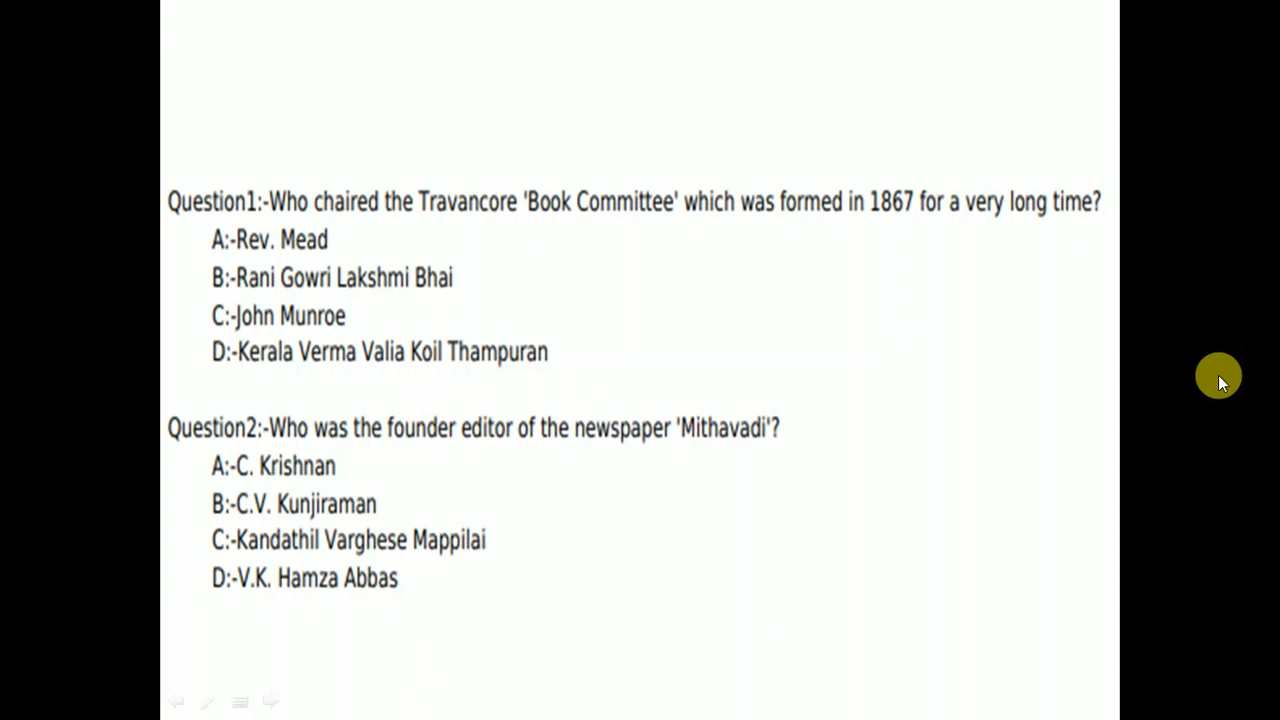 Question1:-Who chaired the Travancore 'Book Committee' which was formed in 1867 for a very long time?
A:-Rev. Mead
B:-Rani Gowri Lakshmi Bhai
C:-John Munroe
D:-Kerala Verma Valia Koil Thampuran
Question2:-Who was the founder editor of the newspaper 'Mithavadi'?
A:-C. Krishnan
B:-C.V. Kunjiraman
C:-Kandathil Varghese Mappilai
D:-V.K. Hamza Abbas